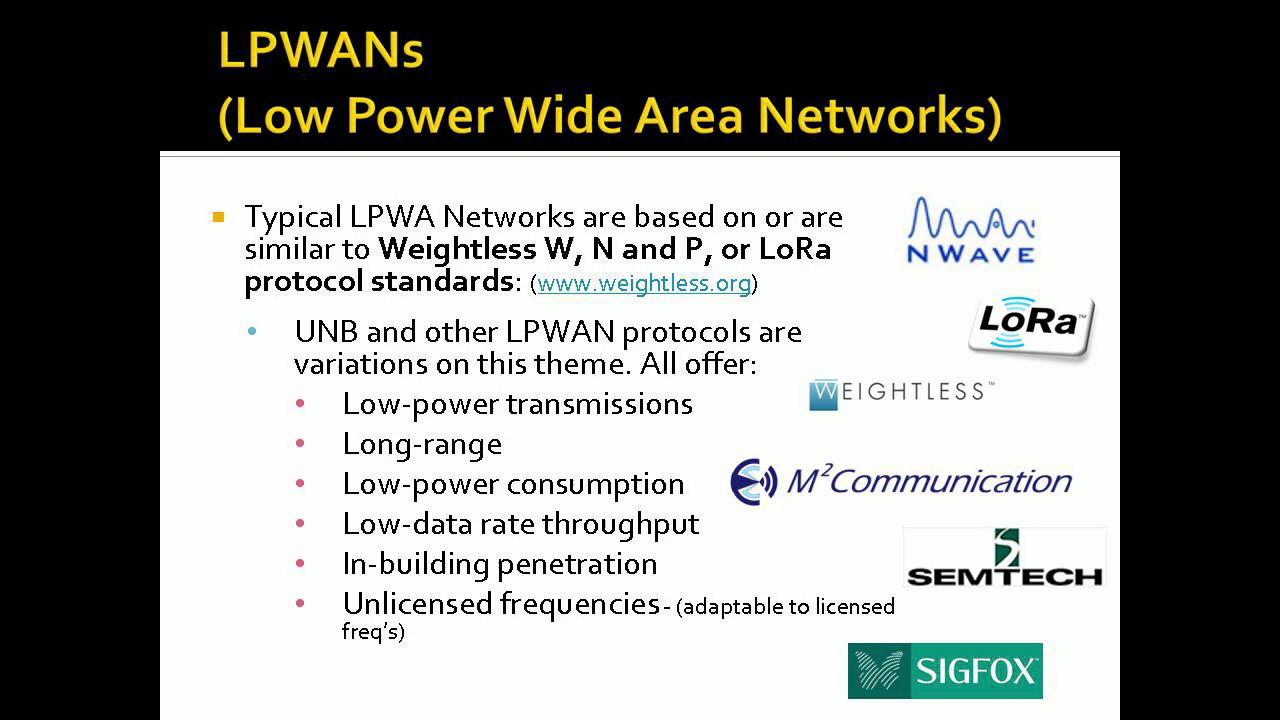 LPWANs
(Low Power Wide Area Networks)
Typical LPWA Networks are based on or are
similar to Weightless W, N and P, or LoRa
protocol standards: (www.weightless.org)
UNB and other LPWAN protocols are
variations on this theme. All offer:
• Low-power transmissions
• Long-range
• Low-power consumption
• Low-data rate throughput
• In-building penetration
• Unlicensed frequencies - (adaptable to licensed
freq's)
NWAVE
LoRa™
WEIGHTLESS™
M²Communication
SEMTECH
SIGFOX